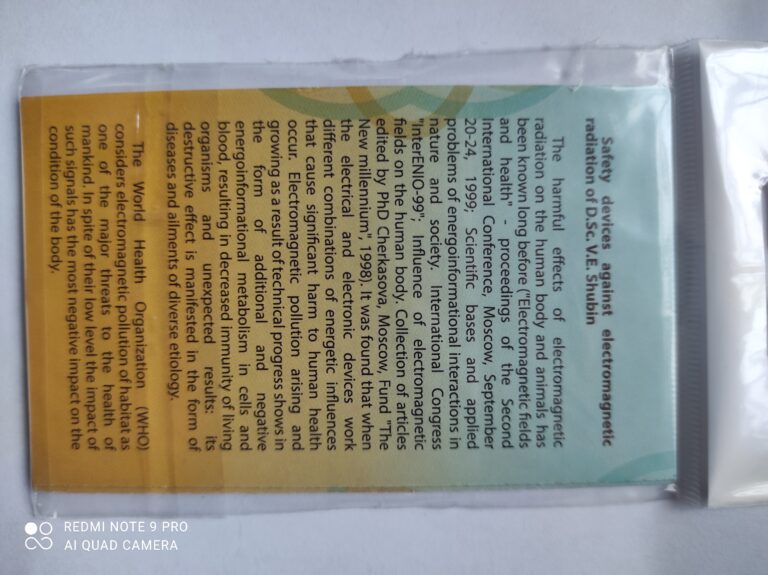 Safety devices against electromagnetic
radiation of D.Sc. V.E. Shubin
The harmful effects of electromagnetic
radiation on the human body and animals has
been known long before ("Electromagnetic fields
and health" - proceedings of the Second
International Conference, Moscow, September
20-24, 1999; Scientific bases and applied
problems of energoinformational interactions in
nature and society. International Congress
"InterENIO-99"; Influence of electromagnetic
fields on the human body. Collection of articles
edited by PhD Cherkasova, Moscow, Fund "The
New millennium", 1998). It was found that when
the electrical and electronic devices work
different combinations of energetic influences
that cause significant harm to human health
occur. Electromagnetic pollution arising and
growing as a result of technical progress shows in
the form of additional and negative
energoinformational metabolism in cells and
blood, resulting in decreased immunity of living
organisms and unexpected results: its
destructive effect is manifested in the form of
diseases and ailments of diverse etiology.
The World Health Organization (WHO)
considers electromagnetic pollution of habitat as
one of the major threats to the health of
mankind. In spite of their low level the impact of
such signals has the most negative impact on the
condition of the body.
REDMI NOTE 9 PRO
AI QUAD CAMERA